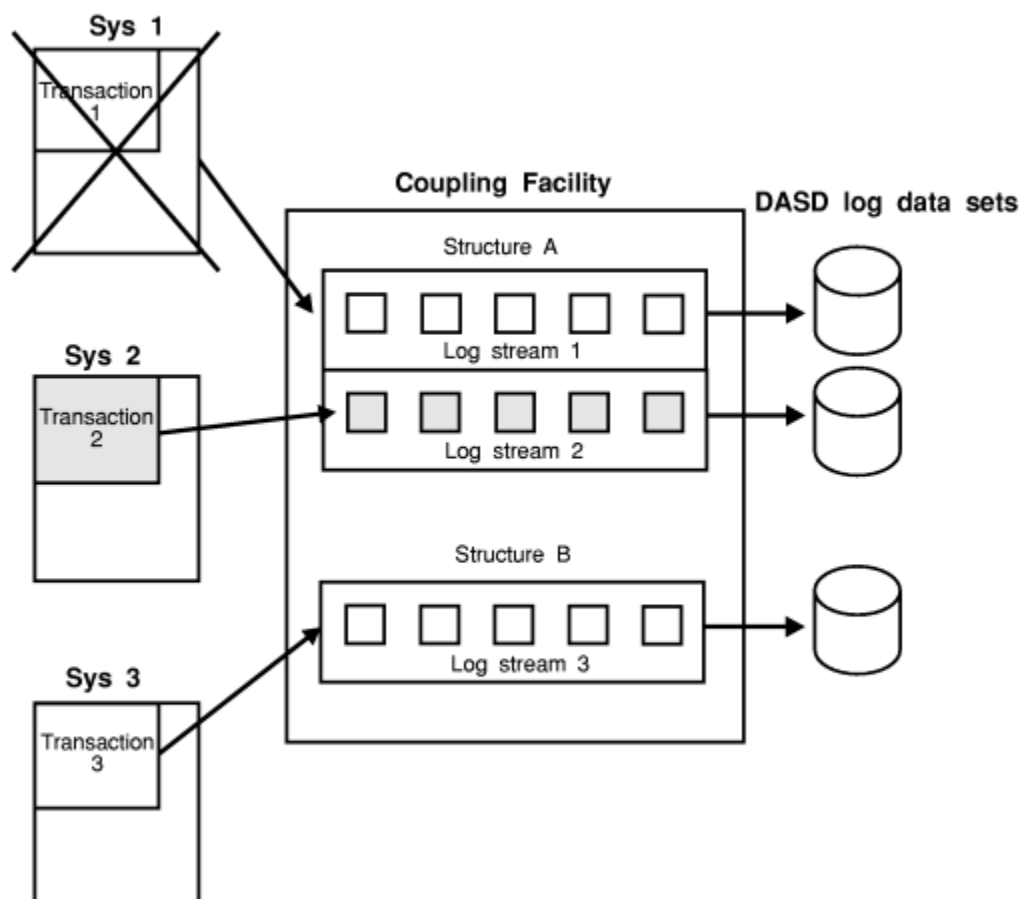 Sys 1
Transaction
1
Coupling Facility
DASD log data sets
Structure A
Log stream 1
Sys 2
Transaction
2
Log stream 2
Structure B
Log stream 3
Sys 3
Transaction
3